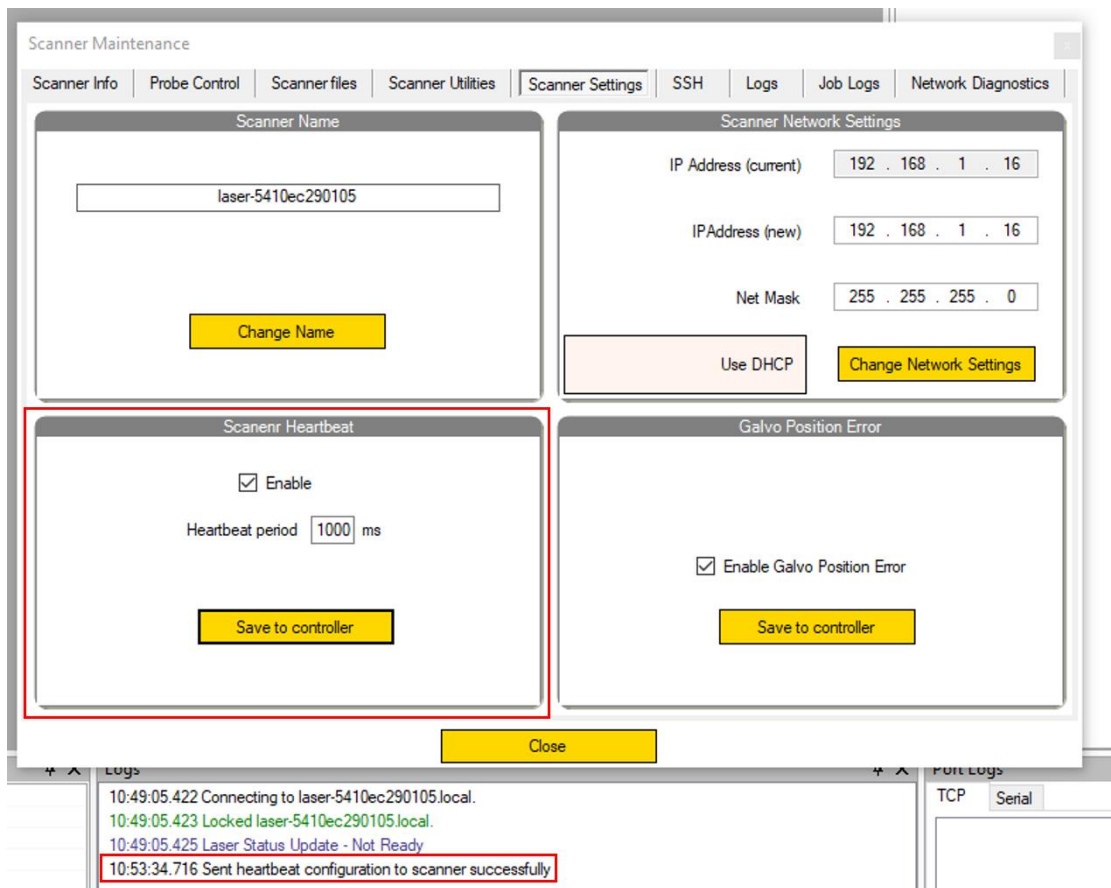 Scanner Maintenance
Scanner Info Probe Control Scanner files Scanner Utilities Scanner Settings SSH Logs Job Logs Network Diagnostics
Scanner Name
laser-5410ec290105
Change Name
Scanner Network Settings
IP Address (current) 192 . 168 . 1 . 16
IPAddress (new) 192 . 168 . 1 . 16
Net Mask 255 . 255 . 255 . 0
Use DHCP Change Network Settings
Scanenr Heartbeat
Enable
Heartbeat period 1000 ms
Save to controller
Galvo Position Error
Enable Galvo Position Error
Save to controller
Close
Logs
10:49:05.422 Connecting to laser-5410ec290105.local.
10:49:05.423 Locked laser-5410ec290105.local.
10:49:05.425 Laser Status Update - Not Ready
10:53:34.716 Sent heartbeat configuration to scanner successfully
Port Logs
TCP Serial